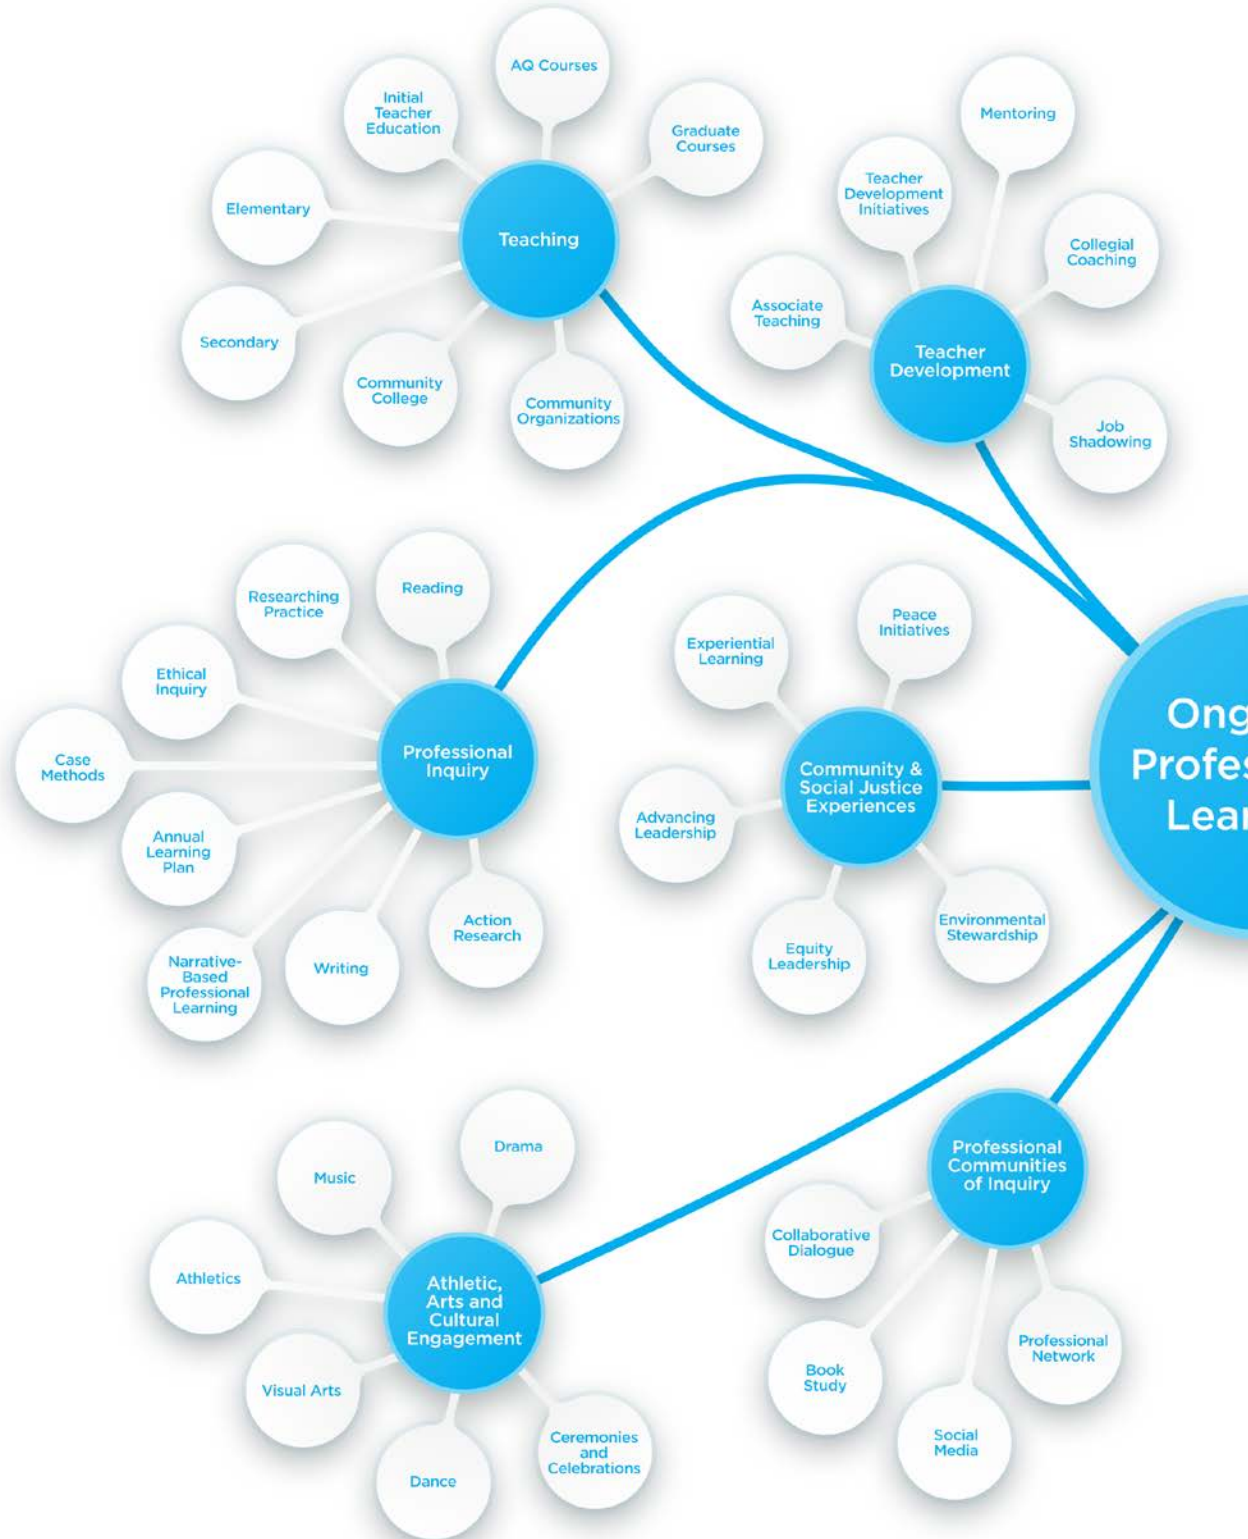 AQ Courses
Initial
Teacher
Education
Graduate
Courses
Elementary
Teaching
Secondary
Community
College
Community
Organizations
Mentoring
Teacher
Development
Initiatives
Collegial
Coaching
Associate
Teaching
Teacher
Development
Job
Shadowing
Reading
Researching
Practice
Ethical
Inquiry
Case
Methods
Professional
Inquiry
Annual
Learning
Plan
Narrative-
Based
Professional
Learning
Writing
Action
Research
Peace
Initiatives
Experiential
Learning
Community &
Social Justice
Experiences
Advancing
Leadership
Equity
Leadership
Environmental
Stewardship
Ong
Profes
Lear
Drama
Music
Athletics
Athletic,
Arts and
Cultural
Engagement
Visual Arts
Dance
Ceremonies
and
Celebrations
Professional
Communities
of Inquiry
Collaborative
Dialogue
Book
Study
Social
Media
Professional
Network